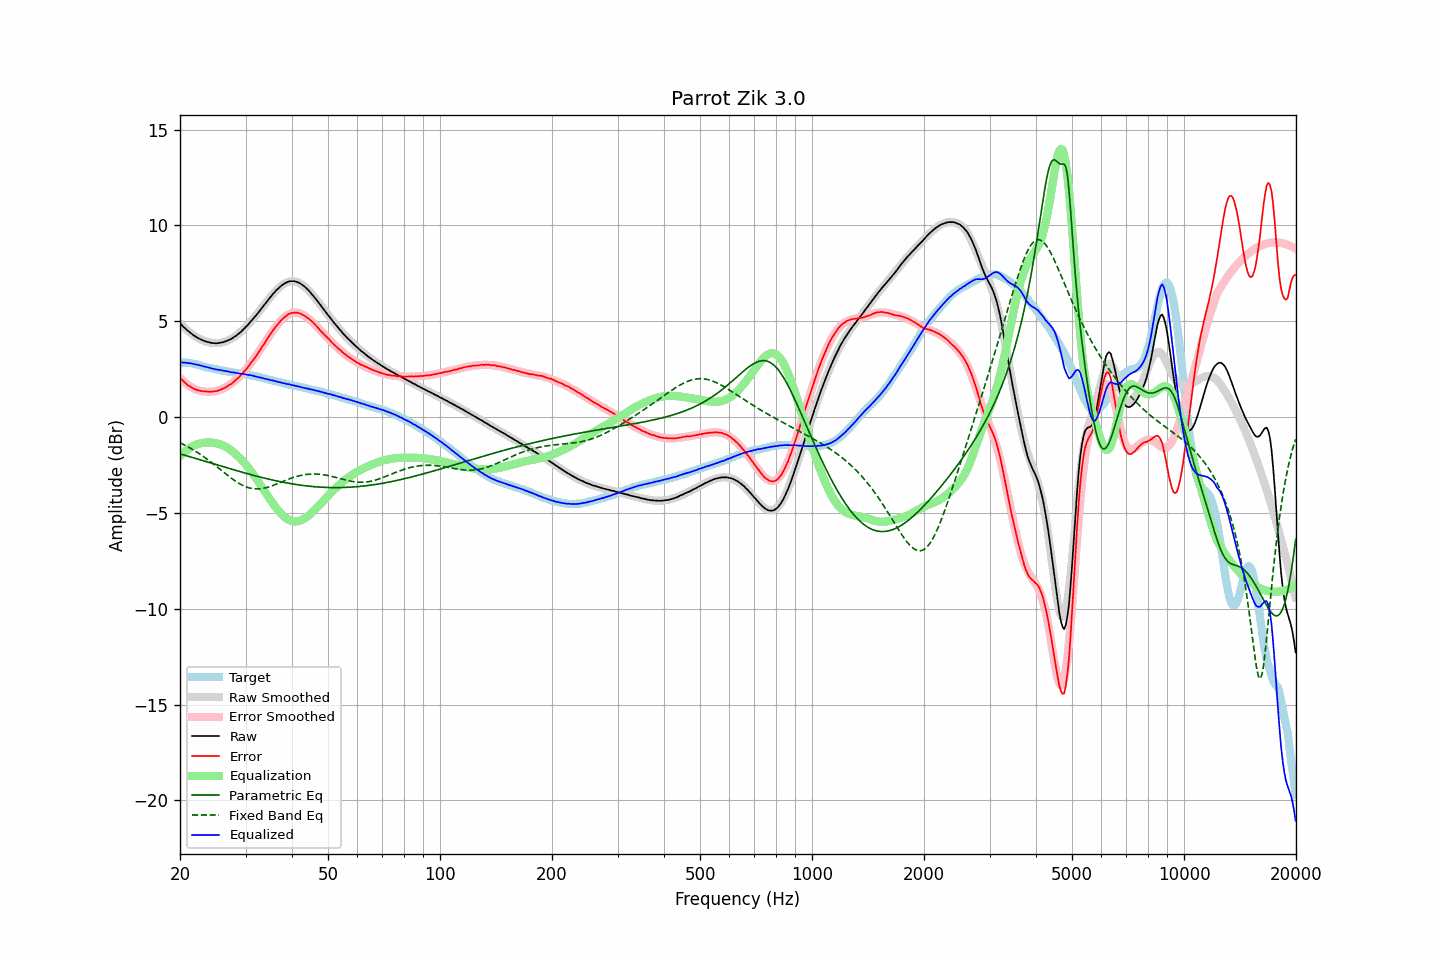 Parrot Zik 3.0
Amplitude (dBr)
15
10
5
0
−5
−10
−15
−20
Target
Raw Smoothed
Error Smoothed
Raw
Error
Equalization
Parametric Eq
Fixed Band Eq
Equalized
20
50
100
200
500
1000
2000
5000
10000
20000
Frequency (Hz)